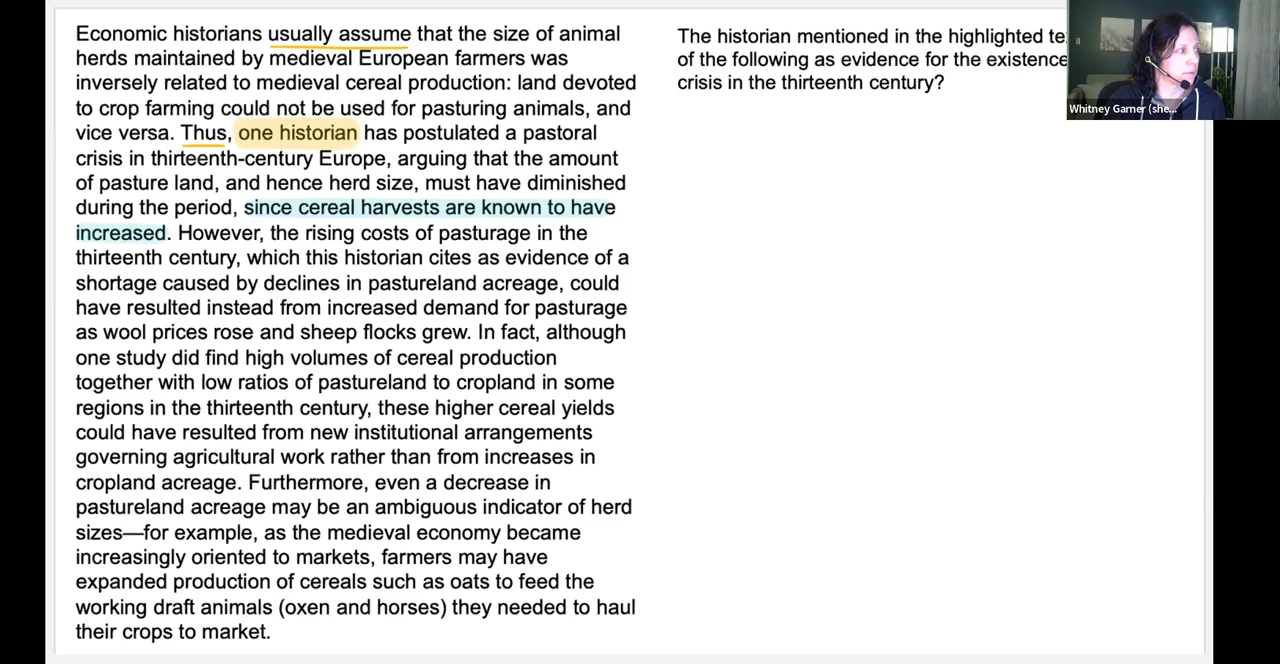 Economic historians usually assume that the size of animal
herds maintained by medieval European farmers was
inversely related to medieval cereal production: land devoted
to crop farming could not be used for pasturing animals, and
vice versa. Thus, one historian has postulated a pastoral
crisis in thirteenth-century Europe, arguing that the amount
of pasture land, and hence herd size, must have diminished
during the period, since cereal harvests are known to have
increased. However, the rising costs of pasturage in the
thirteenth century, which this historian cites as evidence of a
shortage caused by declines in pastureland acreage, could
have resulted instead from increased demand for pasturage
as wool prices rose and sheep flocks grew. In fact, although
one study did find high volumes of cereal production
together with low ratios of pastureland to cropland in some
regions in the thirteenth century, these higher cereal yields
could have resulted from new institutional arrangements
governing agricultural work rather than from increases in
cropland acreage. Furthermore, even a decrease in
pastureland acreage may be an ambiguous indicator of herd
sizes—for example, as the medieval economy became
increasingly oriented to markets, farmers may have
expanded production of cereals such as oats to feed the
working draft animals (oxen and horses) they needed to haul
their crops to market.
The historian mentioned in the highlighted
of the following as evidence for the existence
crisis in the thirteenth century?
Whitney Garner (she...